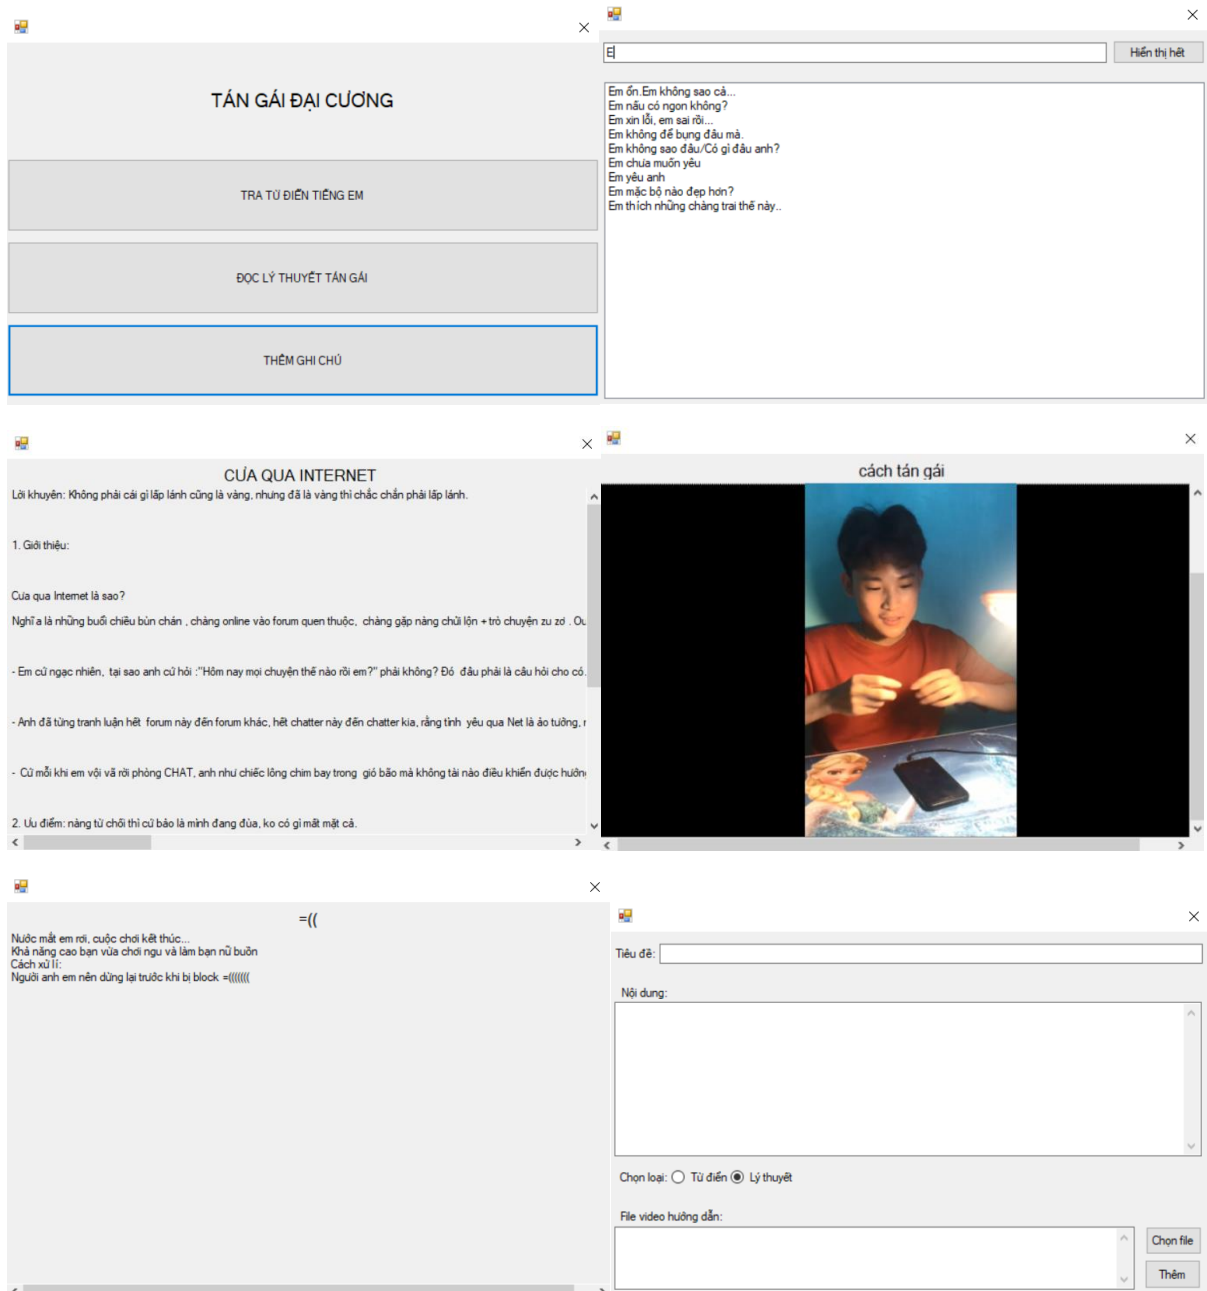 TÁN GÁI ĐẠI CƯƠNG
TRA TỪ ĐIỂN TIẾNG EM
ĐỌC LÝ THUYẾT TÁN GÁI
THÊM GHI CHÚ
E
Hiển thị hết
Em ổn.Em không sao cả...
Em nấu có ngon không?
Em xin lỗi, em sai rồi...
Em không để bụng đâu mà.
Em không sao đâu/Có gì đâu anh?
Em chưa muốn yêu
Em yêu anh
Em mặc bộ nào đẹp hơn?
Em thích những chàng trai thế này..
CƯA QUA INTERNET
Lời khuyên: Không phải cái gì lấp lánh cũng là vàng, nhưng đã là vàng thì chắc chắn phải lấp lánh.
1. Giới thiệu:
Cưa qua Internet là sao?
Nghĩa là những buổi chiều bùn chán , chàng online vào forum quen thuộc, chàng gặp nàng chửi lộn + trò chuyện zu zơ . Ou
- Em cứ ngạc nhiên, tại sao anh cứ hỏi :"Hôm nay mọi chuyện thế nào rồi em?" phải không? Đó đâu phải là câu hỏi cho có.
- Anh đã từng tranh luận hết forum này đến forum khác, hết chatter này đến chatter kia, rằng tình yêu qua Net là ảo tưởng,
- Cứ mỗi khi em vội vã rời phòng CHAT, anh như chiếc lông chim bay trong gió bão mà không tài nào điều khiển được hướng
2. Ưu điểm: nàng từ chối thì cứ bảo là mình đang đùa, ko có gì mất mặt cả.
cách tán gái
=((
Nước mắt em rơi, cuộc chơi kết thúc...
Khả năng cao bạn vừa chơi ngu và làm bạn nữ buồn
Cách xử lí:
Người anh em nên dừng lại trước khi bị block =(((((((
Tiêu đề:
Nội dung:
Chọn loại: Từ điển Lý thuyết
File video hướng dẫn:
Chọn file
Thêm